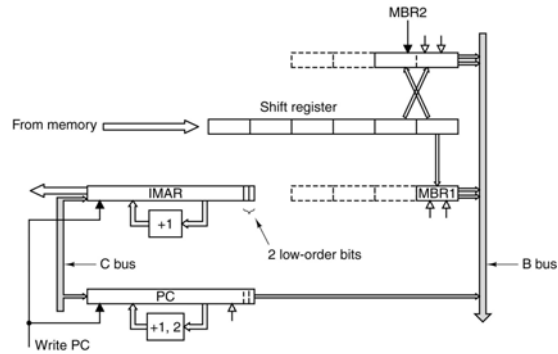 MBR2
Shift register
From memory
IMAR
MBR1
+1
2 low-order bits
C bus
B bus
PC
+1, 2
Write PC